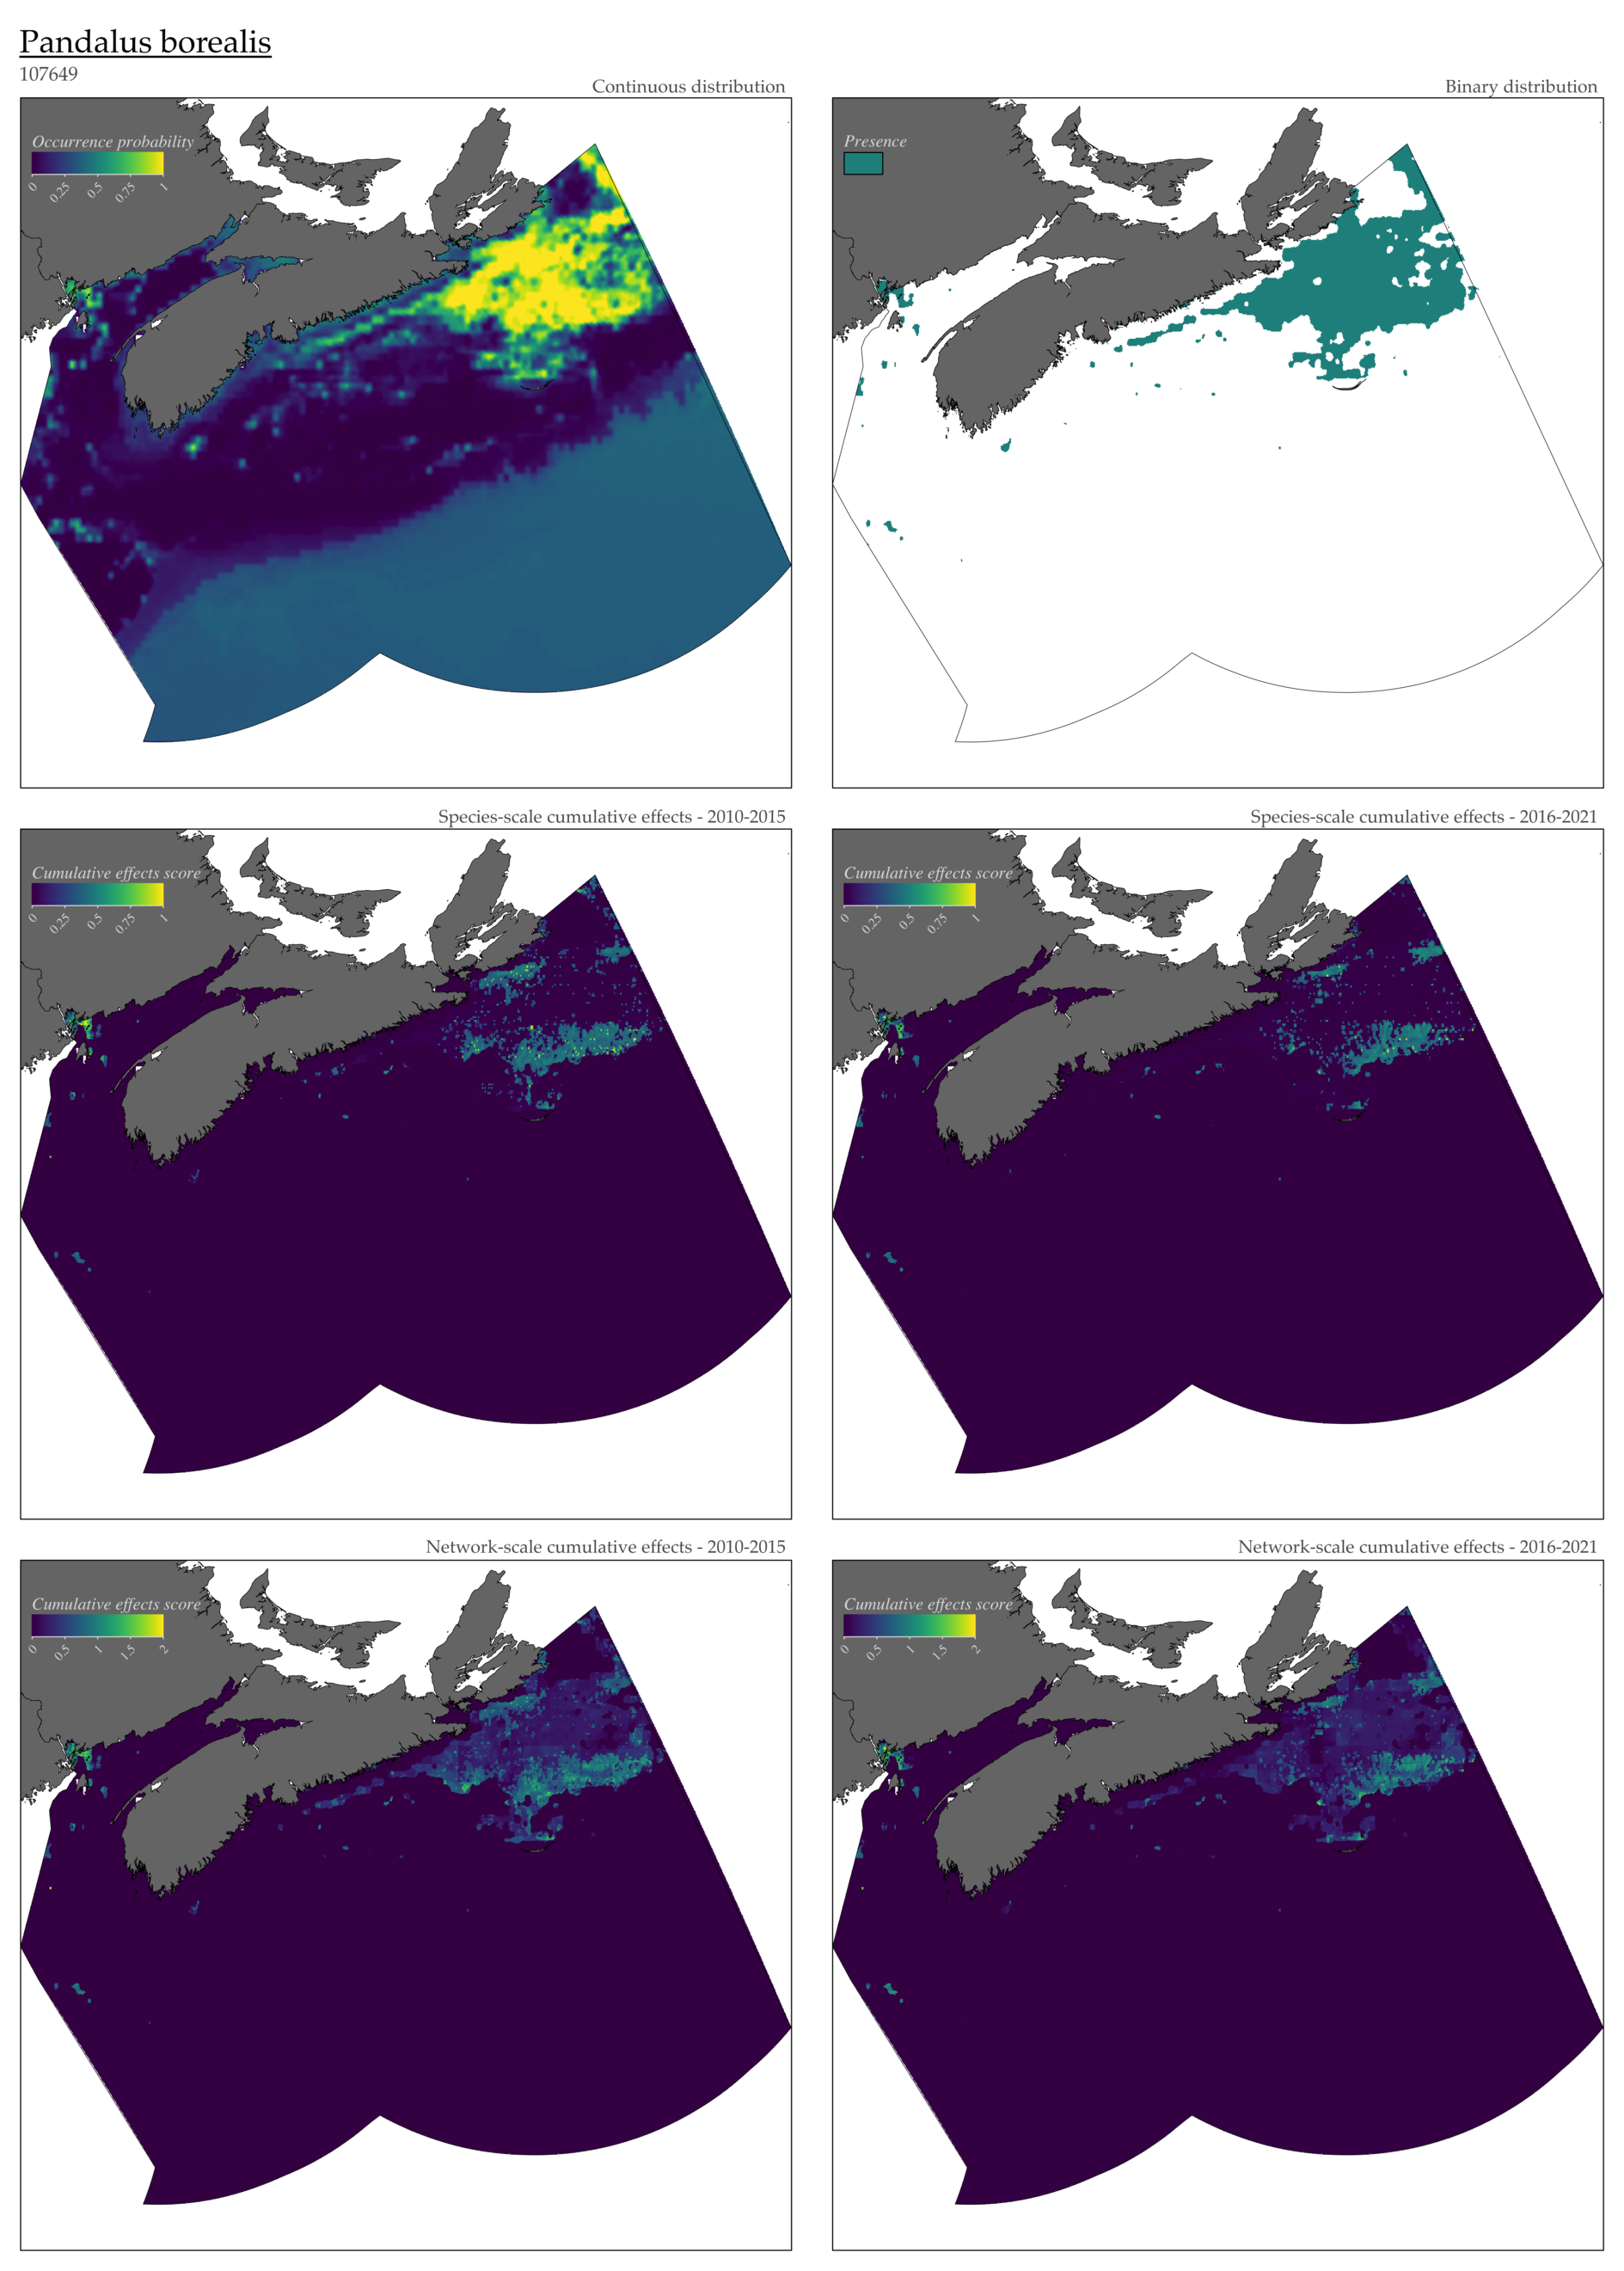 Pandalus borealis
107649
Continuous distribution
Binary distribution
Occurrence probability
0 0.25 0.5 0.75 1
Presence
Species-scale cumulative effects - 2010-2015
Species-scale cumulative effects - 2016-2021
Cumulative effects score
0 0.25 0.5 0.75 1
Cumulative effects score
0 0.25 0.5 0.75 1
Network-scale cumulative effects - 2010-2015
Network-scale cumulative effects - 2016-2021
Cumulative effects score
0 0.5 1 1.5 2
Cumulative effects score
0 0.5 1 1.5 2